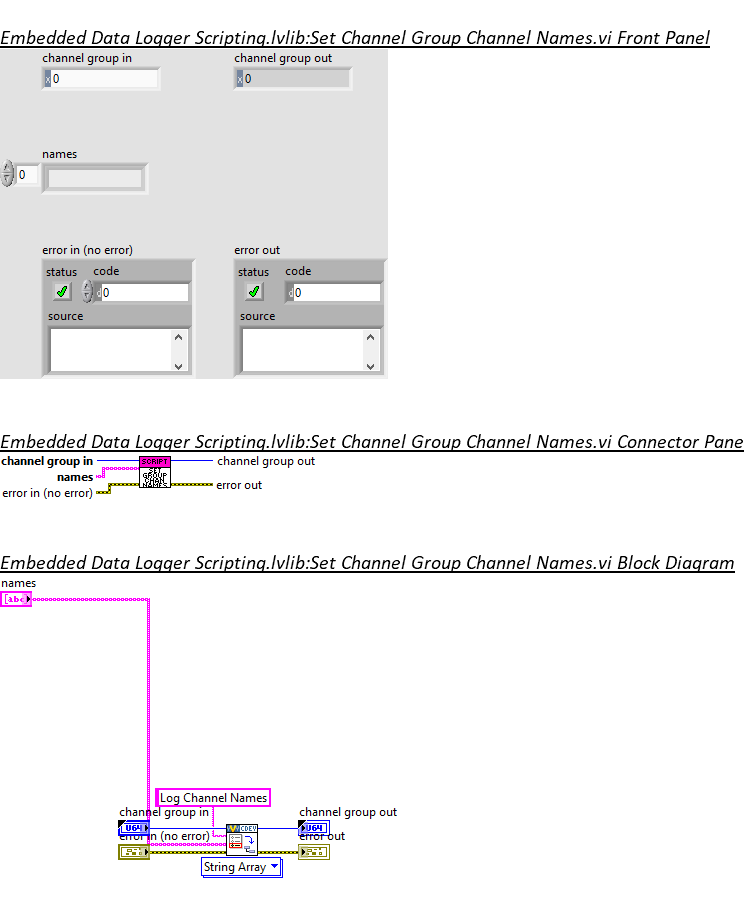 Embedded Data Logger Scripting.lvlib:Set Channel Group Channel Names.vi Front Panel
channel group in
channel group out
x 0
x 0
names
0
error in (no error)
error out
status
code
status
code
d 0
d 0
source
source
Embedded Data Logger Scripting.lvlib:Set Channel Group Channel Names.vi Connector Pane
channel group in
channel group out
names
error in (no error)
error out
SCRIPT
SET
GROUP
CHAN
NAMES
Embedded Data Logger Scripting.lvlib:Set Channel Group Channel Names.vi Block Diagram
names
abc
Log Channel Names
channel group in
channel group out
U64
CDEV
U64
error in (no error)
error out
String Array